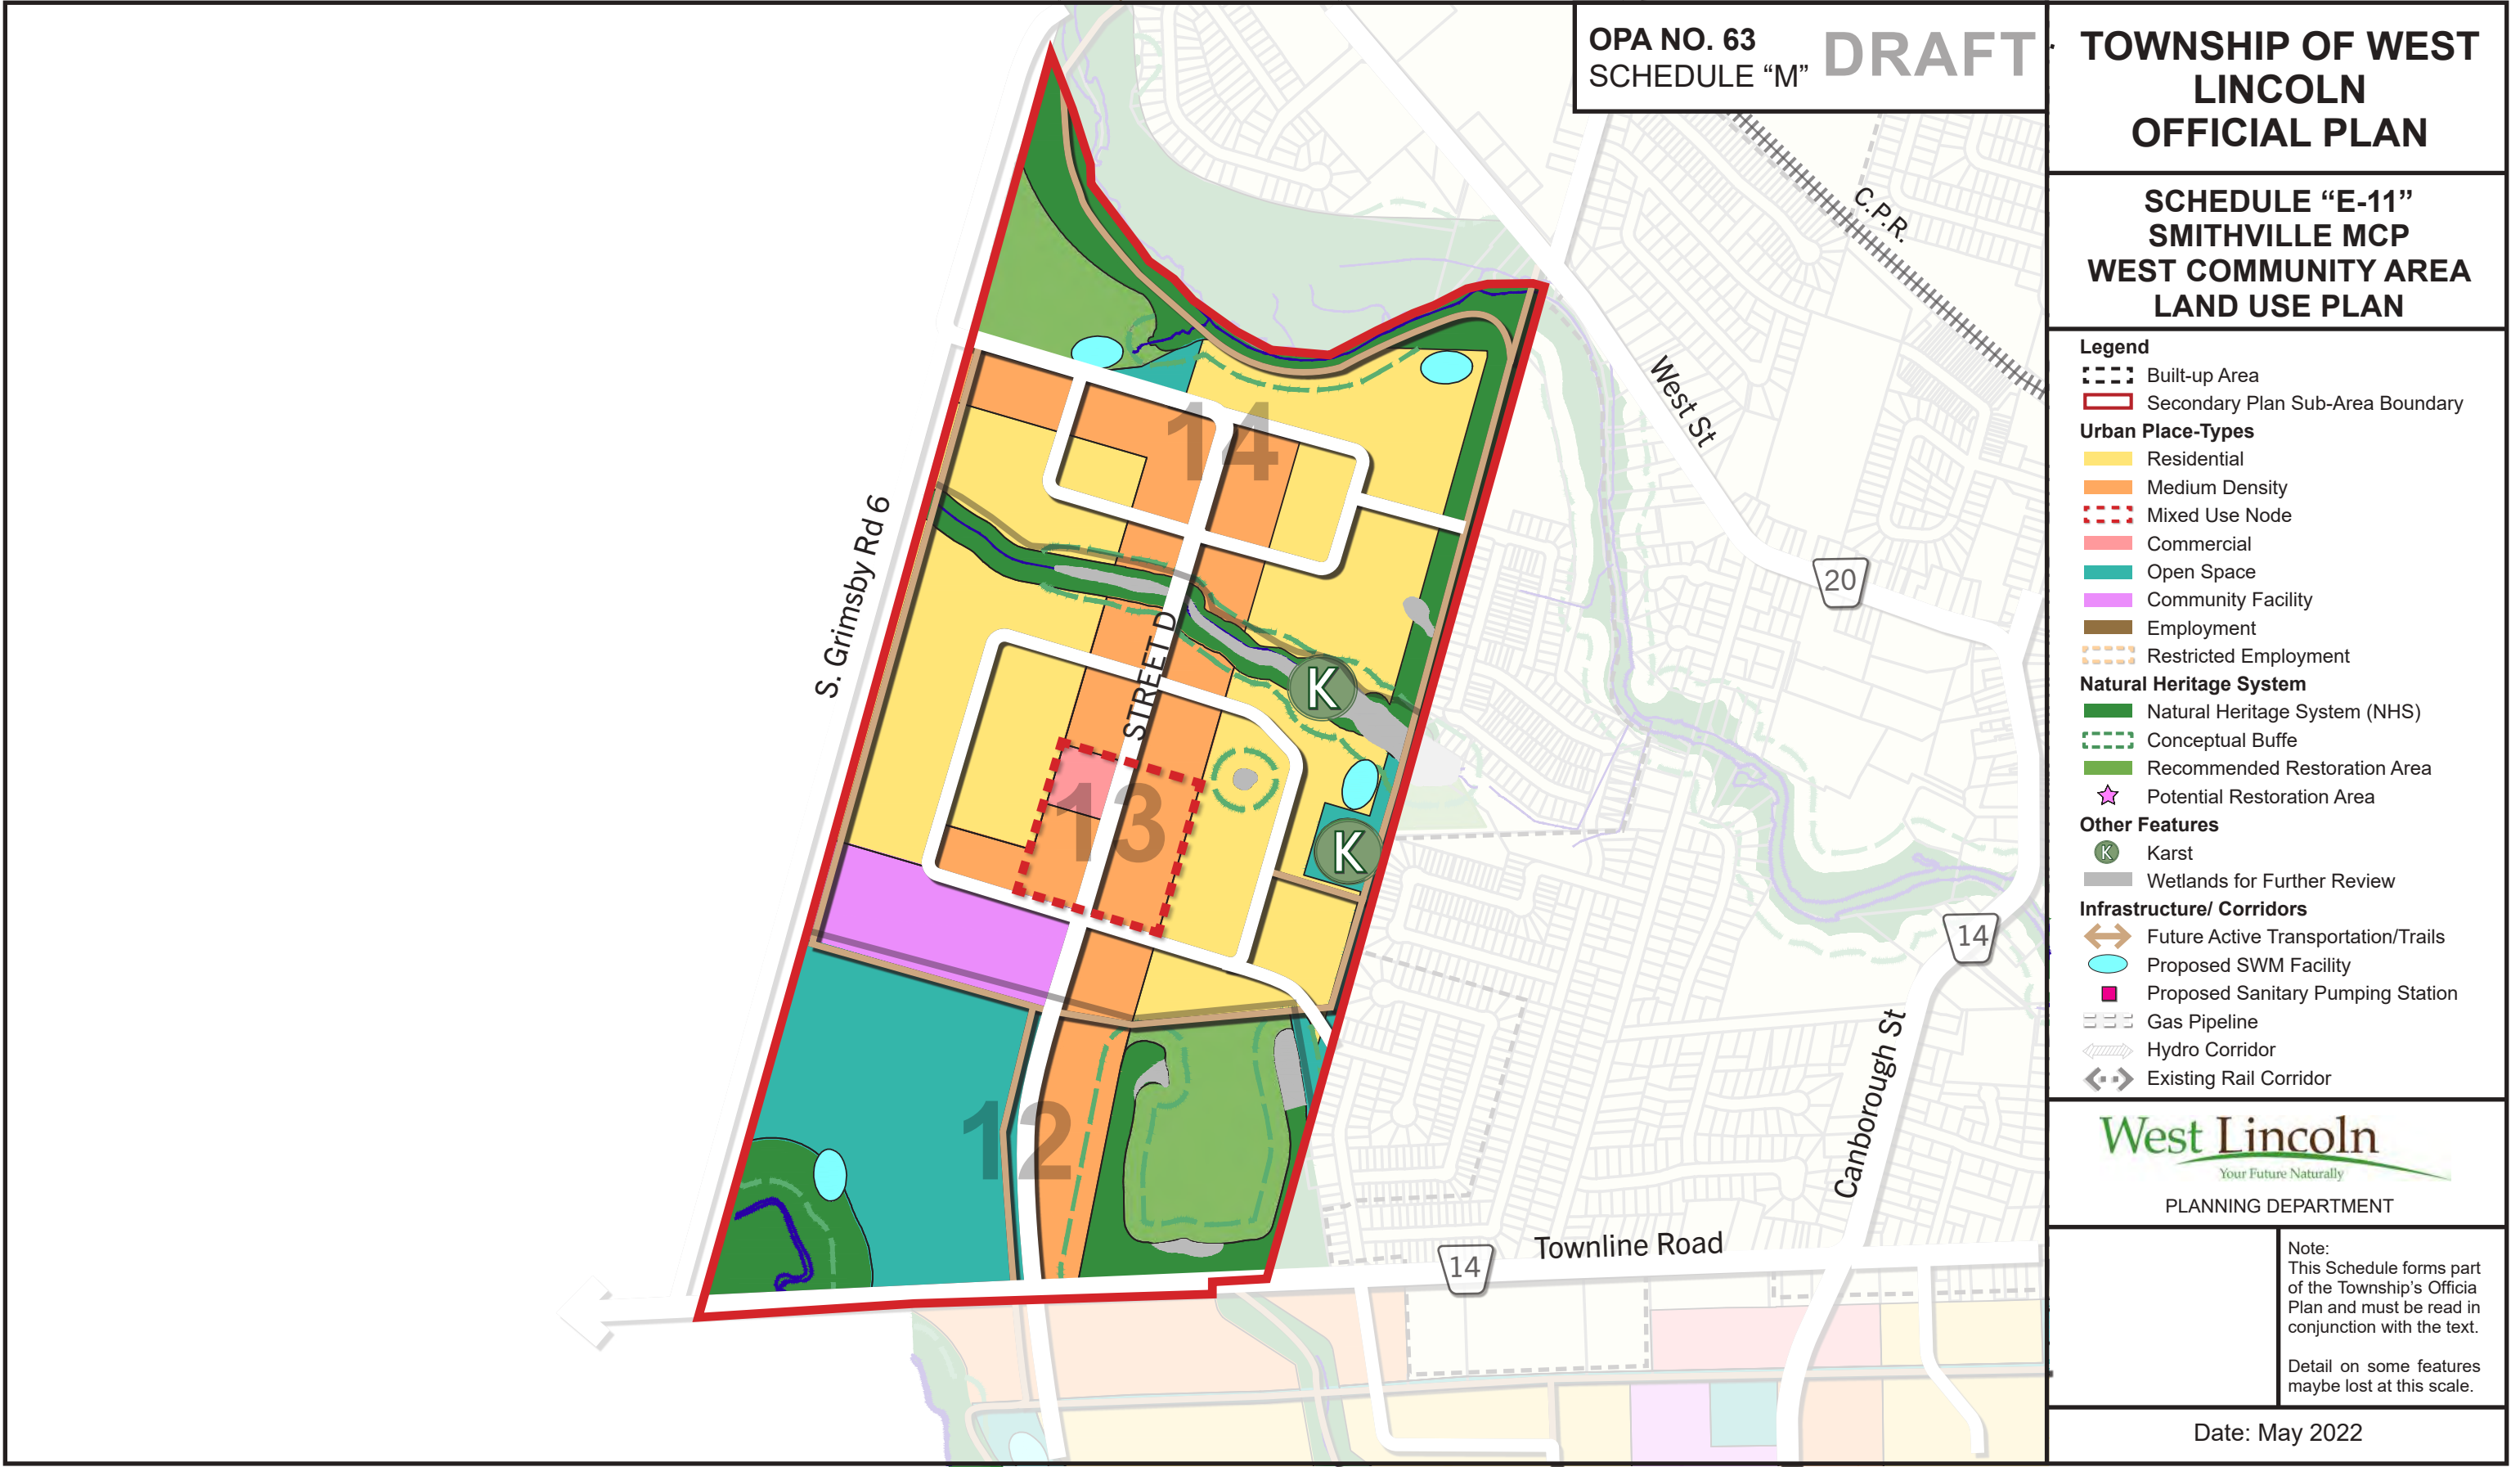 OPA NO. 63
SCHEDULE “M”
DRAFT
TOWNSHIP OF WEST
LINCOLN
OFFICIAL PLAN
SCHEDULE “E-11”
SMITHVILLE MCP
WEST COMMUNITY AREA
LAND USE PLAN
Legend
Built-up Area
Secondary Plan Sub-Area Boundary
Urban Place-Types
Residential
Medium Density
Mixed Use Node
Commercial
Open Space
Community Facility
Employment
Restricted Employment
Natural Heritage System
Natural Heritage System (NHS)
Conceptual Buffe
Recommended Restoration Area
Potential Restoration Area
Other Features
K Karst
Wetlands for Further Review
Infrastructure/ Corridors
Future Active Transportation/Trails
Proposed SWM Facility
Proposed Sanitary Pumping Station
Gas Pipeline
Hydro Corridor
Existing Rail Corridor
West Lincoln
Your Future Naturally
PLANNING DEPARTMENT
Note:
This Schedule forms part
of the Township’s Officia
Plan and must be read in
conjunction with the text.
Detail on some features
maybe lost at this scale.
Date: May 2022
C.P.R.
West St
20
14
S. Grimsby Rd 6
STREET D
K
13
K
14
12
Canborough St
Townline Road
14